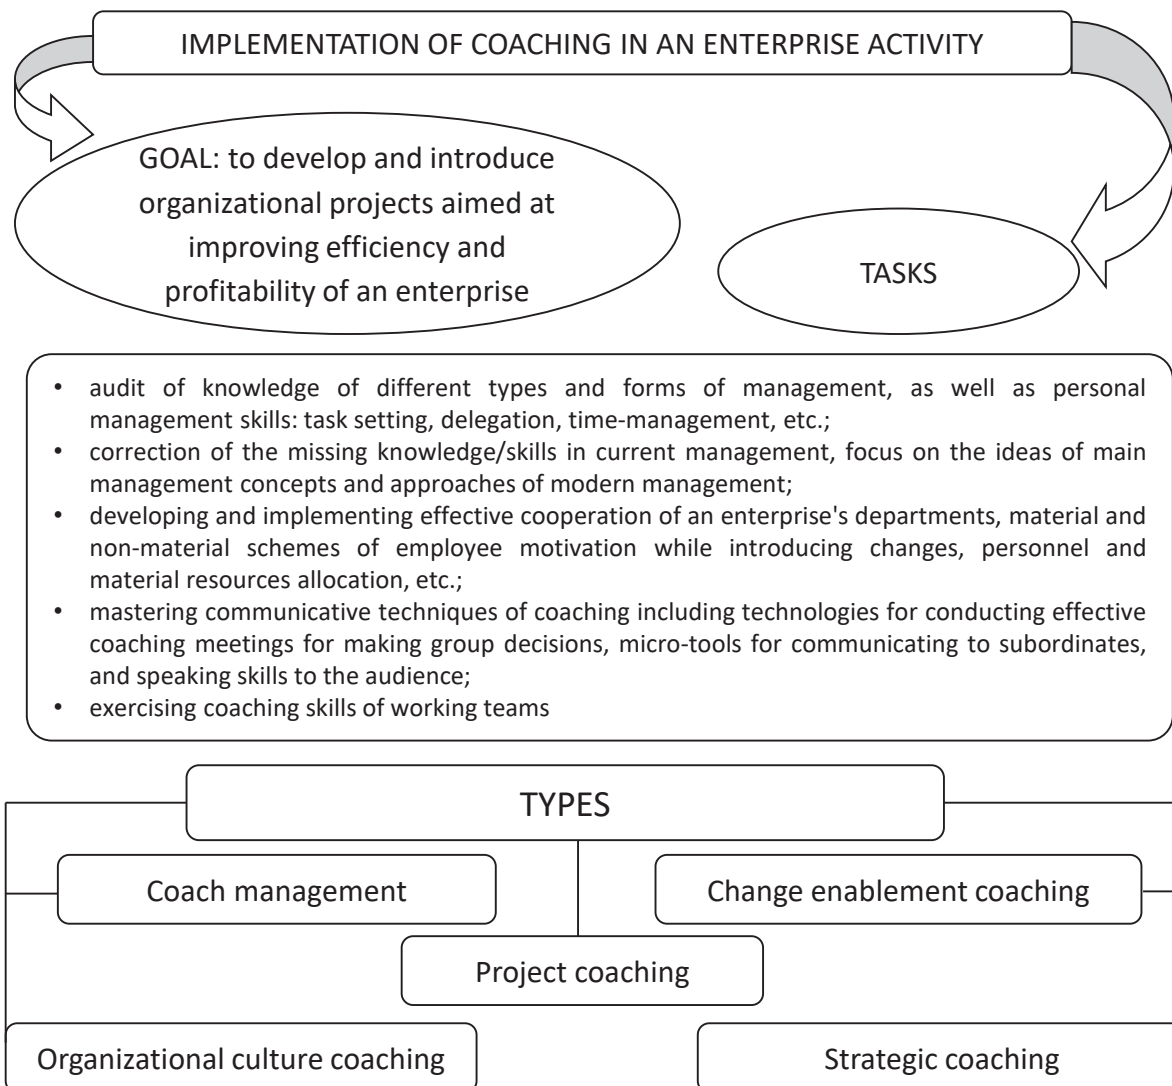 IMPLEMENTATION OF COACHING IN AN ENTERPRISE ACTIVITY
GOAL: to develop and introduce
organizational projects aimed at
improving efficiency and
profitability of an enterprise
TASKS
• audit of knowledge of different types and forms of management, as well as personal
management skills: task setting, delegation, time-management, etc.;
• correction of the missing knowledge/skills in current management, focus on the ideas of main
management concepts and approaches of modern management;
• developing and implementing effective cooperation of an enterprise's departments, material and
non-material schemes of employee motivation while introducing changes, personnel and
material resources allocation, etc.;
• mastering communicative techniques of coaching including technologies for conducting effective
coaching meetings for making group decisions, micro-tools for communicating to subordinates,
and speaking skills to the audience;
• exercising coaching skills of working teams
TYPES
Coach management
Change enablement coaching
Project coaching
Organizational culture coaching
Strategic coaching